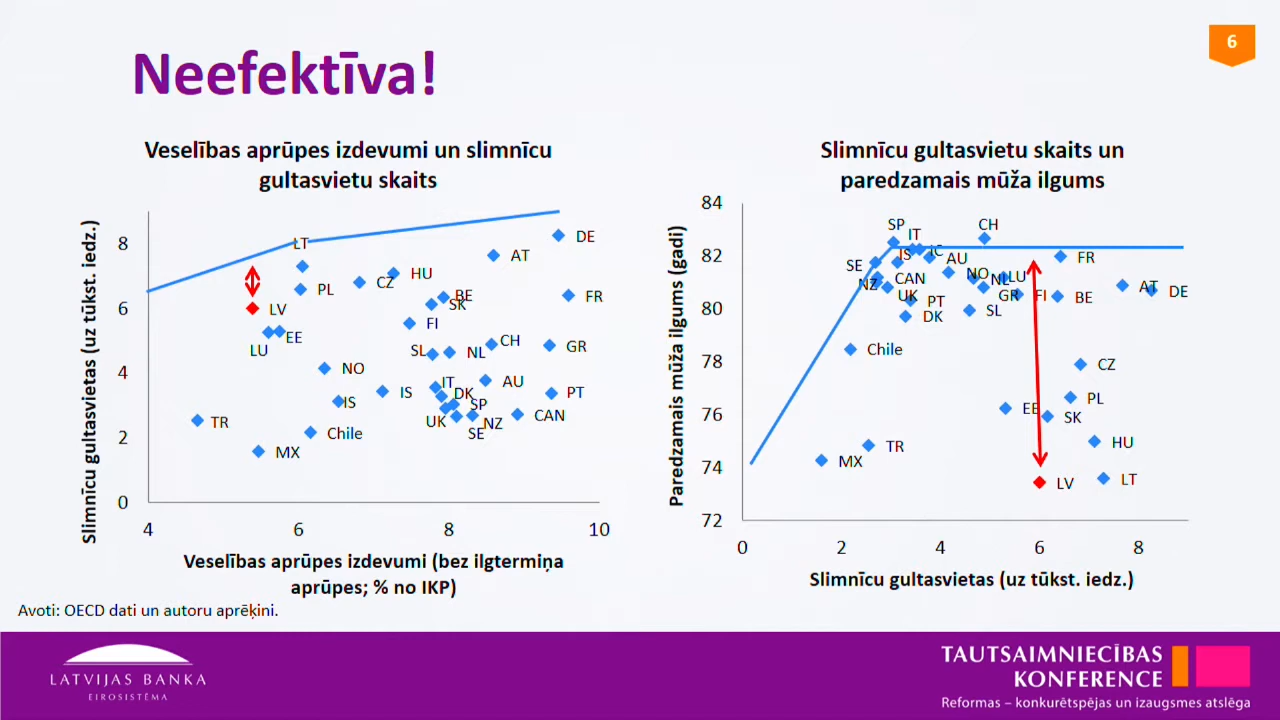 6
Neefektīva!
Veselības aprūpes izdevumi un slimnīcu
gultasvietu skaits
Slimnīcu gultasvietas (uz tūkst. iedz.)
8
6
4
2
0
4
6
8
10
LT
PL
LV
LU
EE
CZ
HU
AT
DE
BE
SK
FR
FI
SL
NL
CH
GR
NO
IS
IS
IT
DK
SP
AU
PT
UK
SE
NZ
CAN
TR
MX
Chile
Veselības aprūpes izdevumi (bez ilgtermiņa
aprūpes; % no IKP)
Slimnīcu gultasvietu skaits un
paredzamais mūža ilgums
Paredzamais mūža ilgums (gadi)
84
82
80
78
76
74
72
0
2
4
6
8
SP
IT
CH
SE
IS
AU
FR
NZ
CAN
NO
NL
LU
UK
PT
GR
FI
BE
AT
DE
DK
SL
Chile
CZ
EE
PL
SK
TR
HU
MX
LV
LT
Slimnīcu gultasvietas (uz tūkst. iedz.)
Avoti: OECD dati un autoru aprēķini.
LATVIJAS BANKA
EIROSISTĒMA
TAUTSAIMNIECĪBAS
KONFERENCE
Reformas – konkurētspējas un izaugsmes atslēga